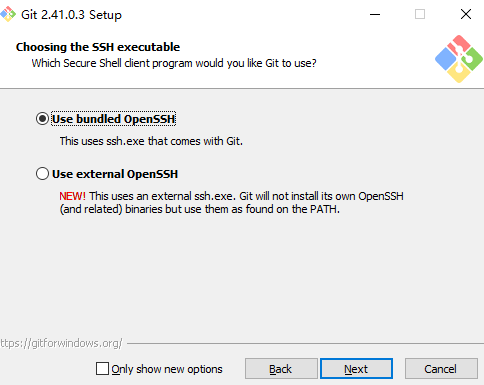 Git 2.41.0.3 Setup
Choosing the SSH executable
Which Secure Shell client program would you like Git to use?
Use bundled OpenSSH
This uses ssh.exe that comes with Git.
Use external OpenSSH
NEW! This uses an external ssh.exe. Git will not install its own OpenSSH
(and related) binaries but use them as found on the PATH.
ttps://gitforwindows.org/
Only show new options
Back
Next
Cancel